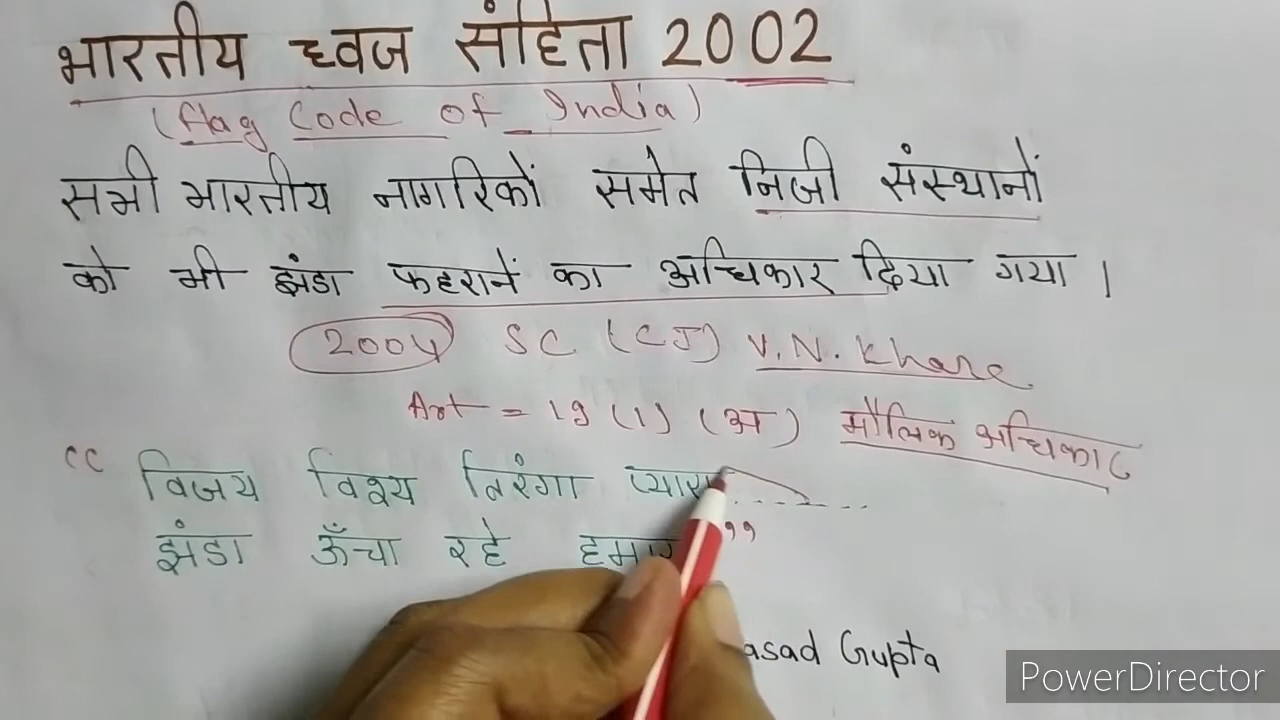 भारतीय ध्वज संहिता 2002
(Flag Code of India)
सभी भारतीय नागरिकों समेत निजी संस्थानों
को भी झंडा फहरानें का अधिकार दिया गया ।
2004 SC (CJ) V.N. Khare
Art = 19 (1) (अ) मौलिक अधिकार
“ विजय विश्व तिरंगा प्यारा ......
झंडा ऊँचा रहे हमारा ”
asad Gupta
PowerDirector